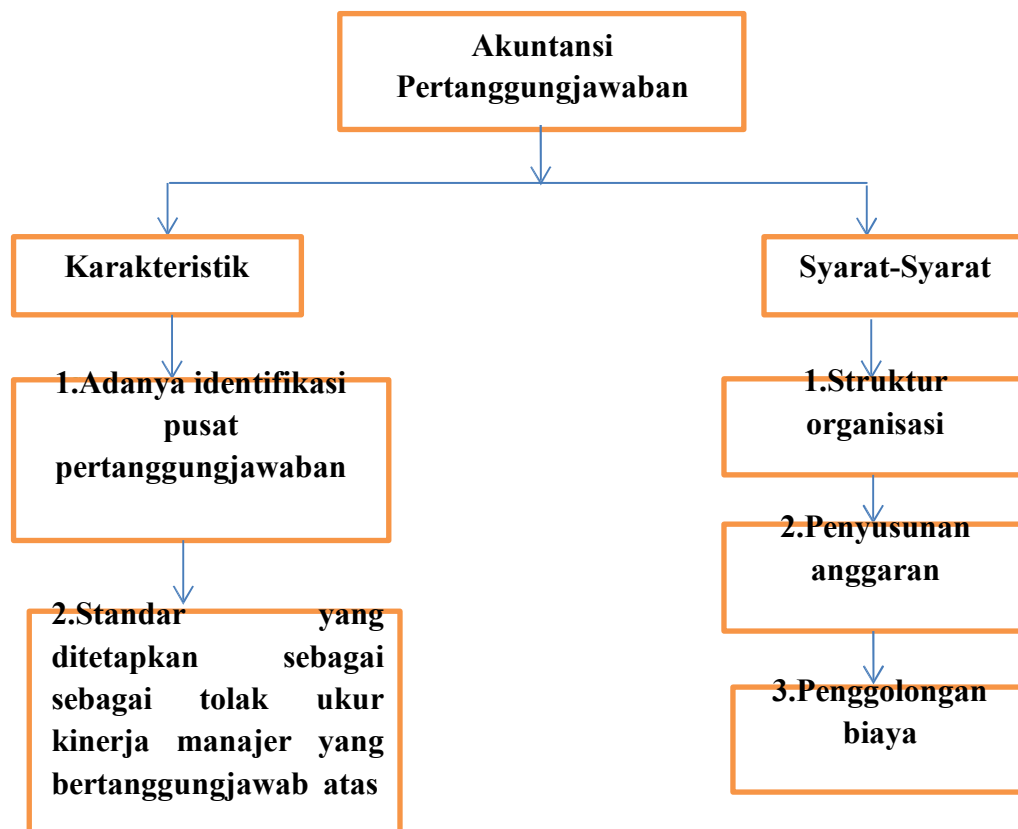 Akuntansi
Pertanggungjawaban
Karakteristik
Syarat-Syarat
1.Adanya identifikasi
pusat
pertanggungjawaban
2.Standar yang
ditetapkan sebagai
sebagai tolak ukur
kinerja manajer yang
bertanggungjawab atas
1.Struktur
organisasi
2.Penyusunan
anggaran
3.Penggolongan
biaya